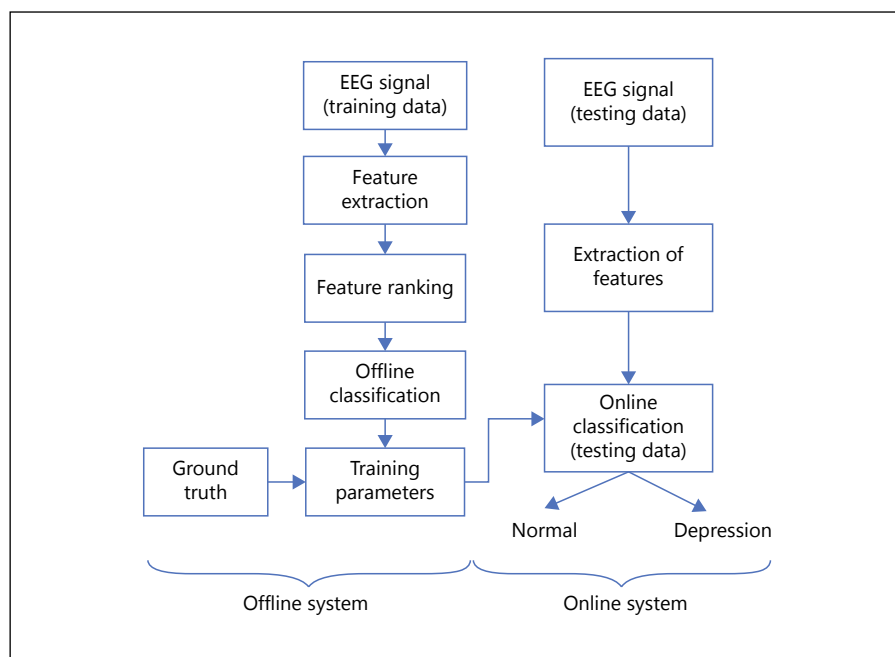 EEG signal
(training data)
Feature
extraction
Feature ranking
Offline
classification
Ground
truth
Training
parameters
Offline system
EEG signal
(testing data)
Extraction of
features
Online
classification
(testing data)
Normal
Depression
Online system